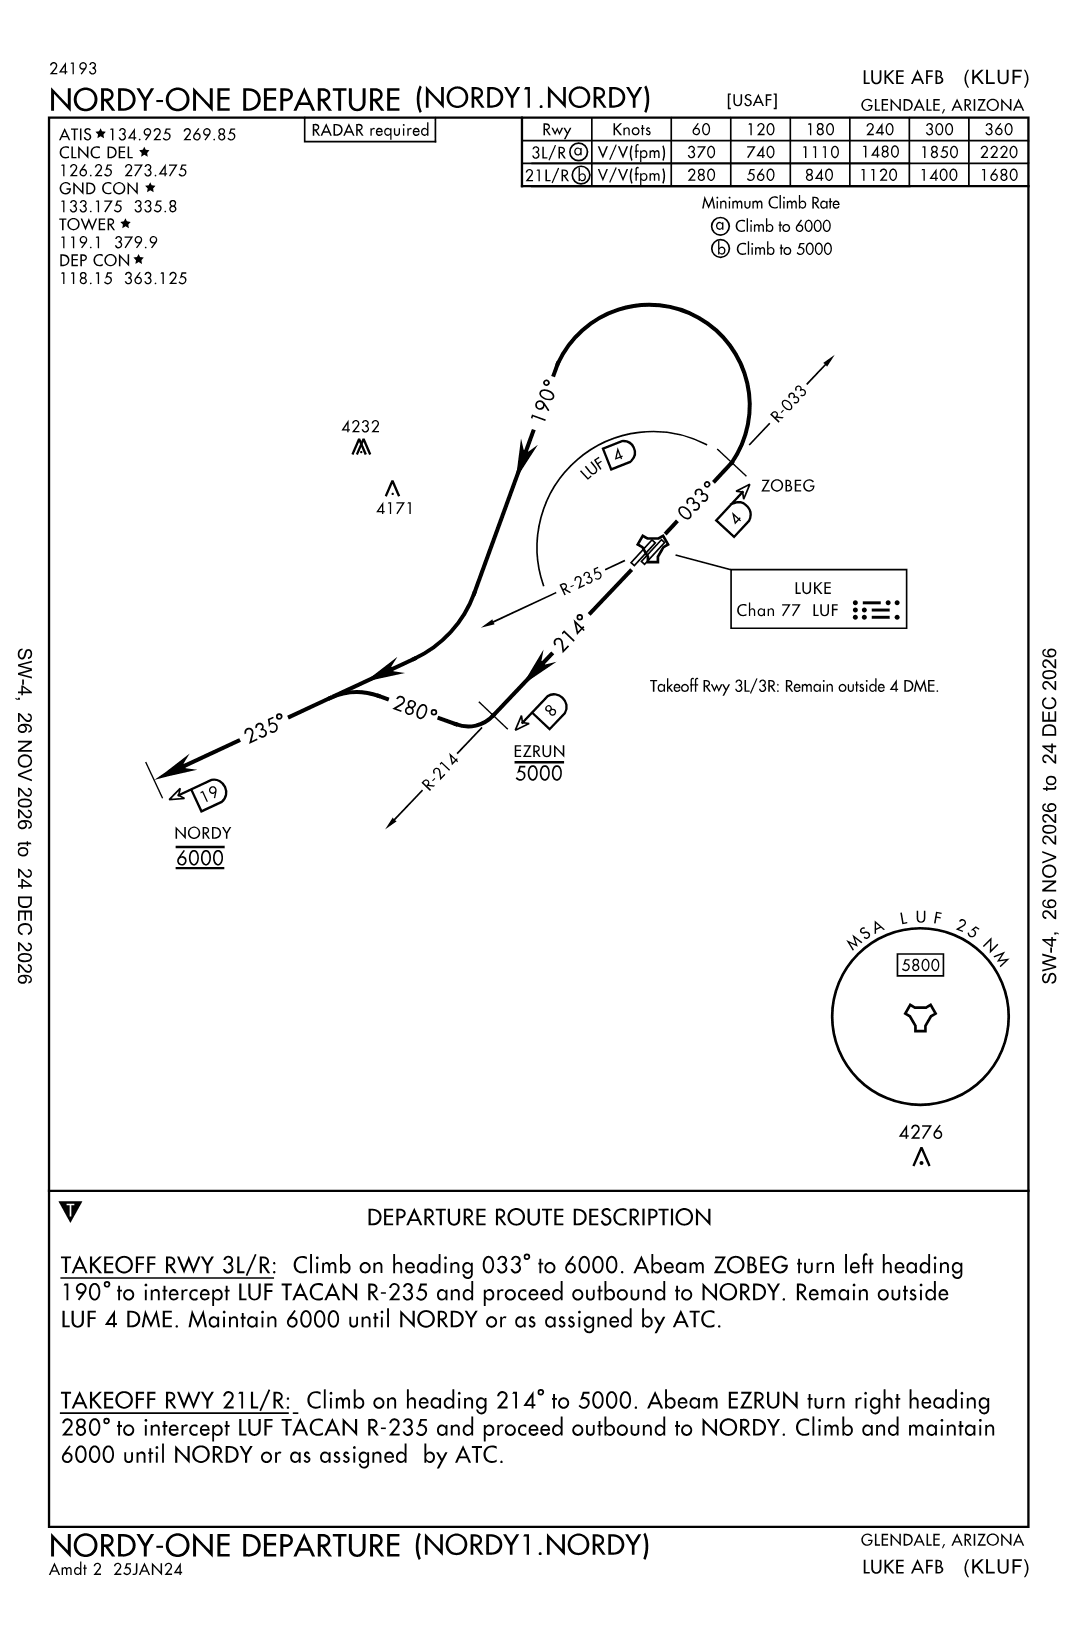 24193
NORDY-ONE DEPARTURE (NORDY1.NORDY)
[USAF]
LUKE AFB (KLUF)
GLENDALE, ARIZONA
ATIS ★ 134.925 269.85
CLNC DEL ★
126.25 273.475
GND CON ★
133.175 335.8
TOWER ★
119.1 379.9
DEP CON ★
118.15 363.125
RADAR required
Rwy Knots 60 120 180 240 300 360
3L/R ⓐ V/V(fpm) 370 740 1110 1480 1850 2220
21L/R ⓑ V/V(fpm) 280 560 840 1120 1400 1680
Minimum Climb Rate
ⓐ Climb to 6000
ⓑ Climb to 5000
190°
R-033
4232
LUF 4
4171
033°
ZOBEG
4
R-235
LUKE
Chan 77 LUF
214°
Takeoff Rwy 3L/3R: Remain outside 4 DME.
280°
8
235°
EZRUN
5000
R-214
19
NORDY
6000
SW-4, 26 NOV 2026 to 24 DEC 2026
SW-4, 26 NOV 2026 to 24 DEC 2026
MSA LUF 25 NM
5800
4276
T
DEPARTURE ROUTE DESCRIPTION
TAKEOFF RWY 3L/R: Climb on heading 033° to 6000. Abeam ZOBEG turn left heading
190° to intercept LUF TACAN R-235 and proceed outbound to NORDY. Remain outside
LUF 4 DME. Maintain 6000 until NORDY or as assigned by ATC.
TAKEOFF RWY 21L/R: Climb on heading 214° to 5000. Abeam EZRUN turn right heading
280° to intercept LUF TACAN R-235 and proceed outbound to NORDY. Climb and maintain
6000 until NORDY or as assigned by ATC.
NORDY-ONE DEPARTURE (NORDY1.NORDY)
Amdt 2 25JAN24
GLENDALE, ARIZONA
LUKE AFB (KLUF)